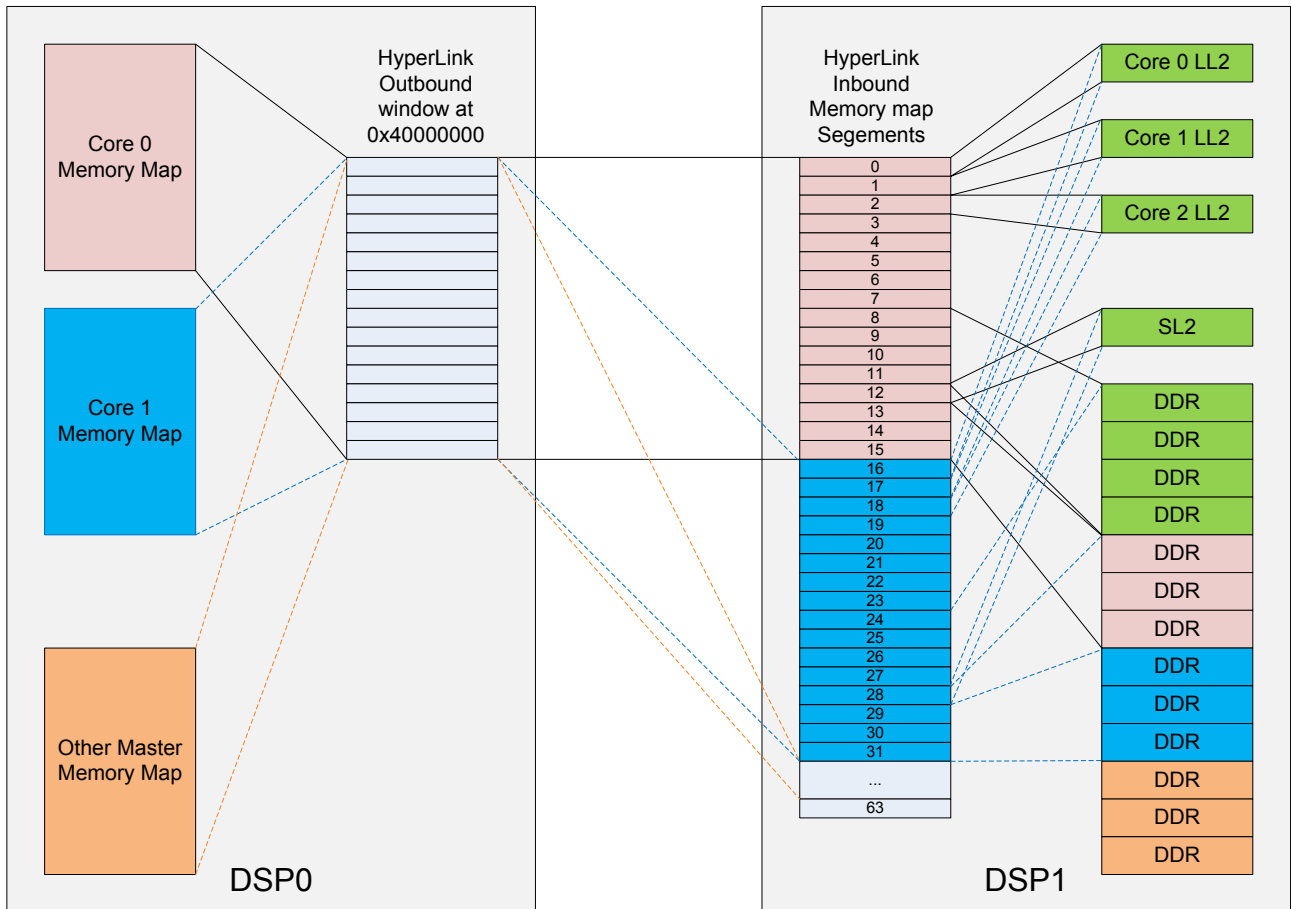 Core 0
Memory Map
Core 1
Memory Map
Other Master
Memory Map
HyperLink
Outbound
window at
0x40000000
DSP0
HyperLink
Inbound
Memory map
Segements
0
1
2
3
4
5
6
7
8
9
10
11
12
13
14
15
16
17
18
19
20
21
22
23
24
25
26
27
28
29
30
31
...
63
Core 0 LL2
Core 1 LL2
Core 2 LL2
SL2
DDR
DDR
DDR
DDR
DDR
DDR
DDR
DDR
DDR
DDR
DDR
DDR
DDR
DSP1